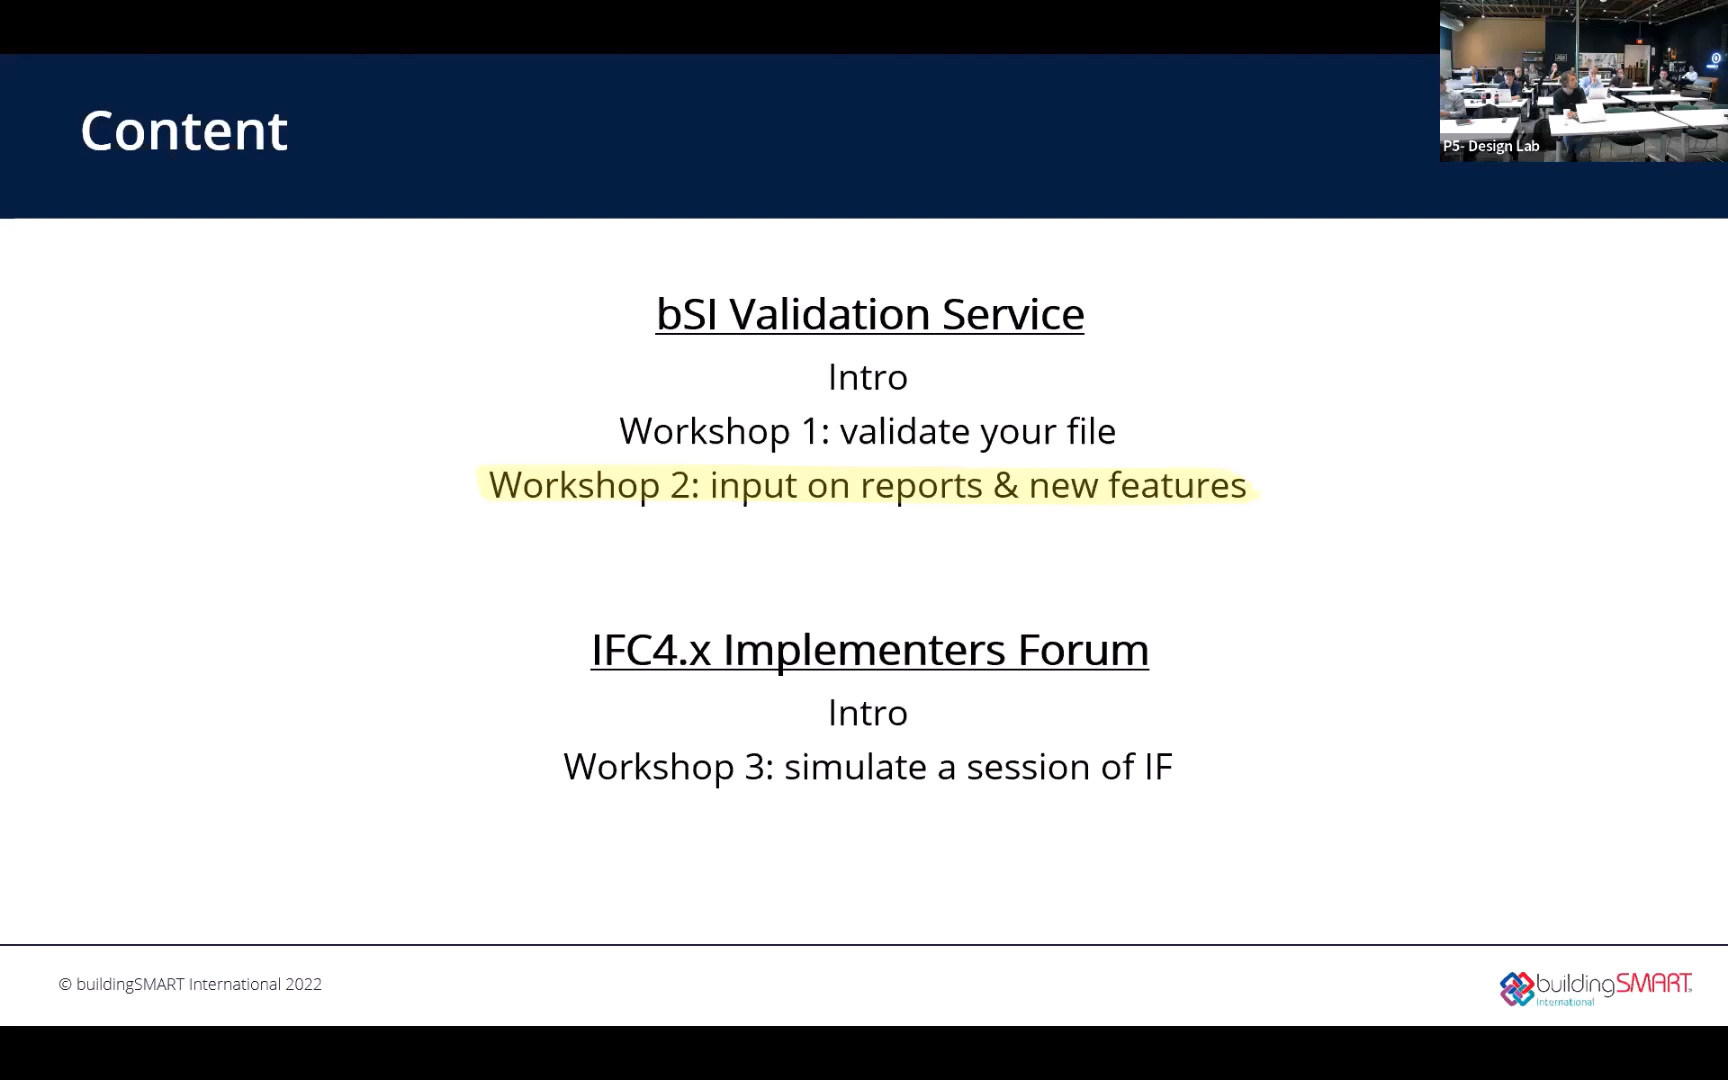 Content
P5- Design Lab
bSI Validation Service
Intro
Workshop 1: validate your file
Workshop 2: input on reports & new features
IFC4.x Implementers Forum
Intro
Workshop 3: simulate a session of IF
© buildingSMART International 2022
buildingSMART
International